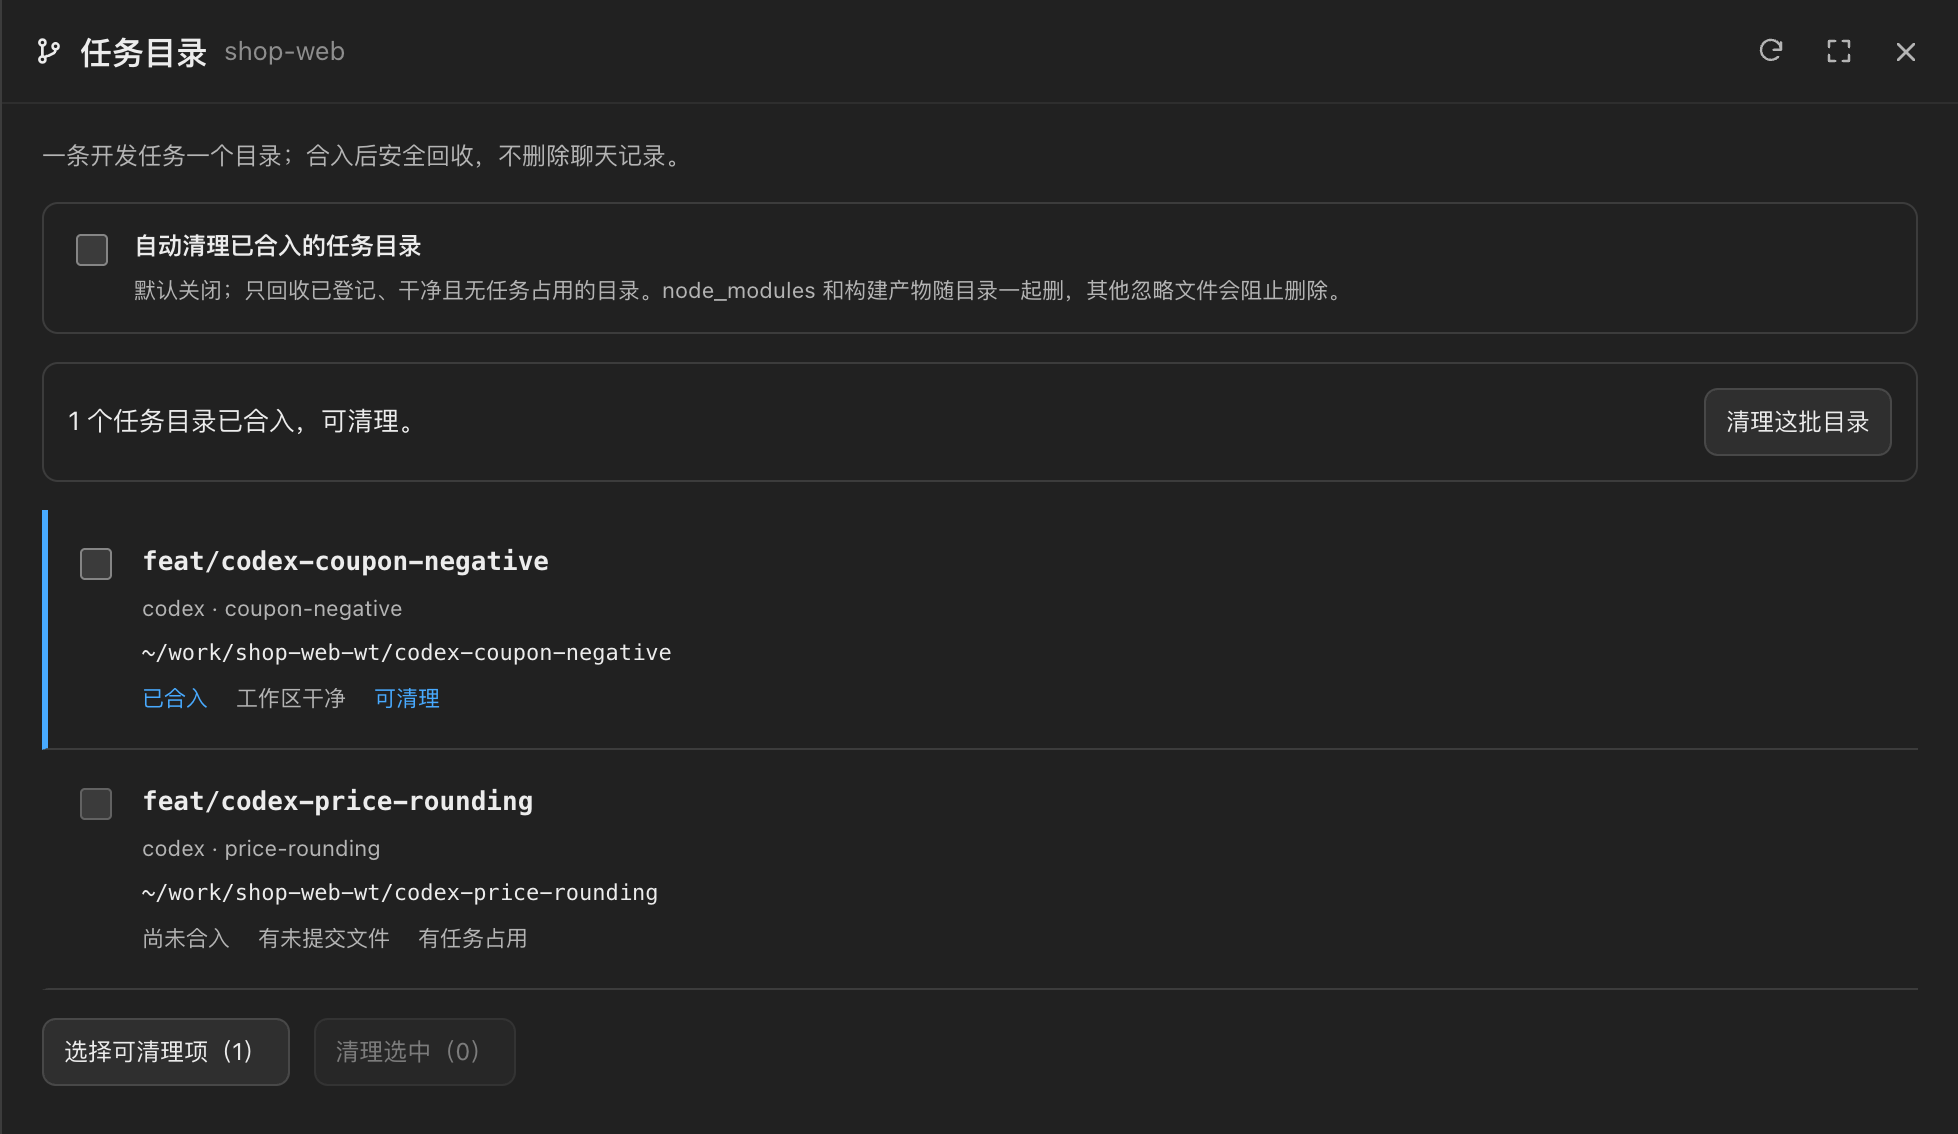 任务目录 shop-web
一条开发任务一个目录；合入后安全回收，不删除聊天记录。
自动清理已合入的任务目录
默认关闭；只回收已登记、干净且无任务占用的目录。node_modules 和构建产物随目录一起删，其他忽略文件会阻止删除。
1 个任务目录已合入，可清理。 清理这批目录
feat/codex-coupon-negative
codex · coupon-negative
~/work/shop-web-wt/codex-coupon-negative
已合入 工作区干净 可清理
feat/codex-price-rounding
codex · price-rounding
~/work/shop-web-wt/codex-price-rounding
尚未合入 有未提交文件 有任务占用
选择可清理项（1） 清理选中（0）